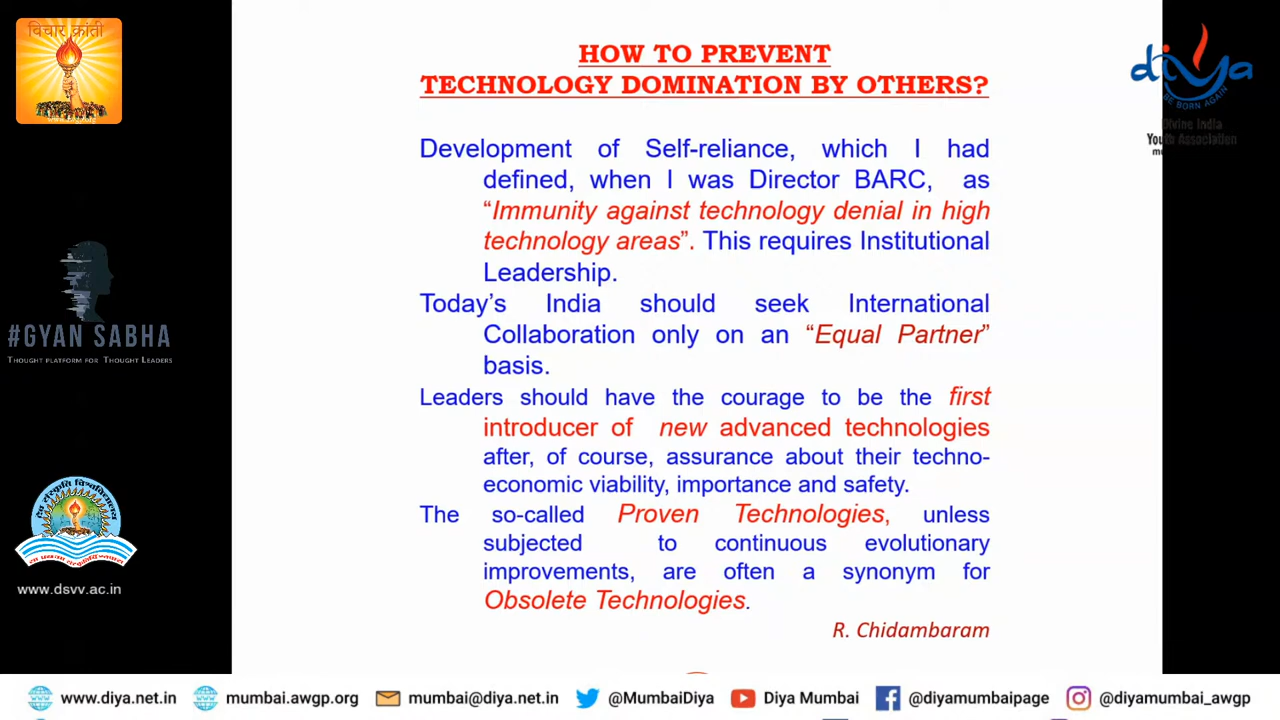 विचार क्रांती
HOW TO PREVENT
TECHNOLOGY DOMINATION BY OTHERS?
diya
BE BORN AGAIN
Divine India
Youth Association
Development of Self-reliance, which I had
defined, when I was Director BARC, as
“Immunity against technology denial in high
technology areas”. This requires Institutional
Leadership.
Today’s India should seek International
Collaboration only on an “Equal Partner”
basis.
Leaders should have the courage to be the first
introducer of new advanced technologies
after, of course, assurance about their techno-
economic viability, importance and safety.
The so-called Proven Technologies, unless
subjected to continuous evolutionary
improvements, are often a synonym for
Obsolete Technologies.
R. Chidambaram
#GYAN SABHA
THOUGHT PLATFORM FOR THOUGHT LEADERS
देव संस्कृति विश्वविद्यालय
www.dsvv.ac.in
www.diya.net.in
mumbai.awgp.org
mumbai@diya.net.in
@MumbaiDiya
Diya Mumbai
@diyamumbaipage
@diyamumbai_awgp